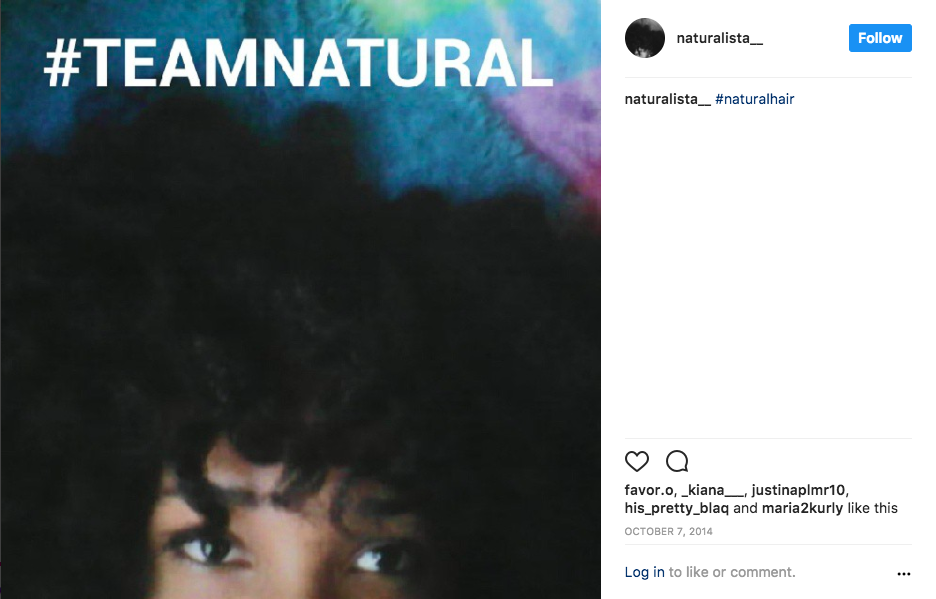 #TEAMNATURAL
naturalista__
Follow
naturalista__ #naturalhair
favor.o, _kiana___, justinaplmr10,
his_pretty_blaq and maria2kurly like this
OCTOBER 7, 2014
Log in to like or comment.